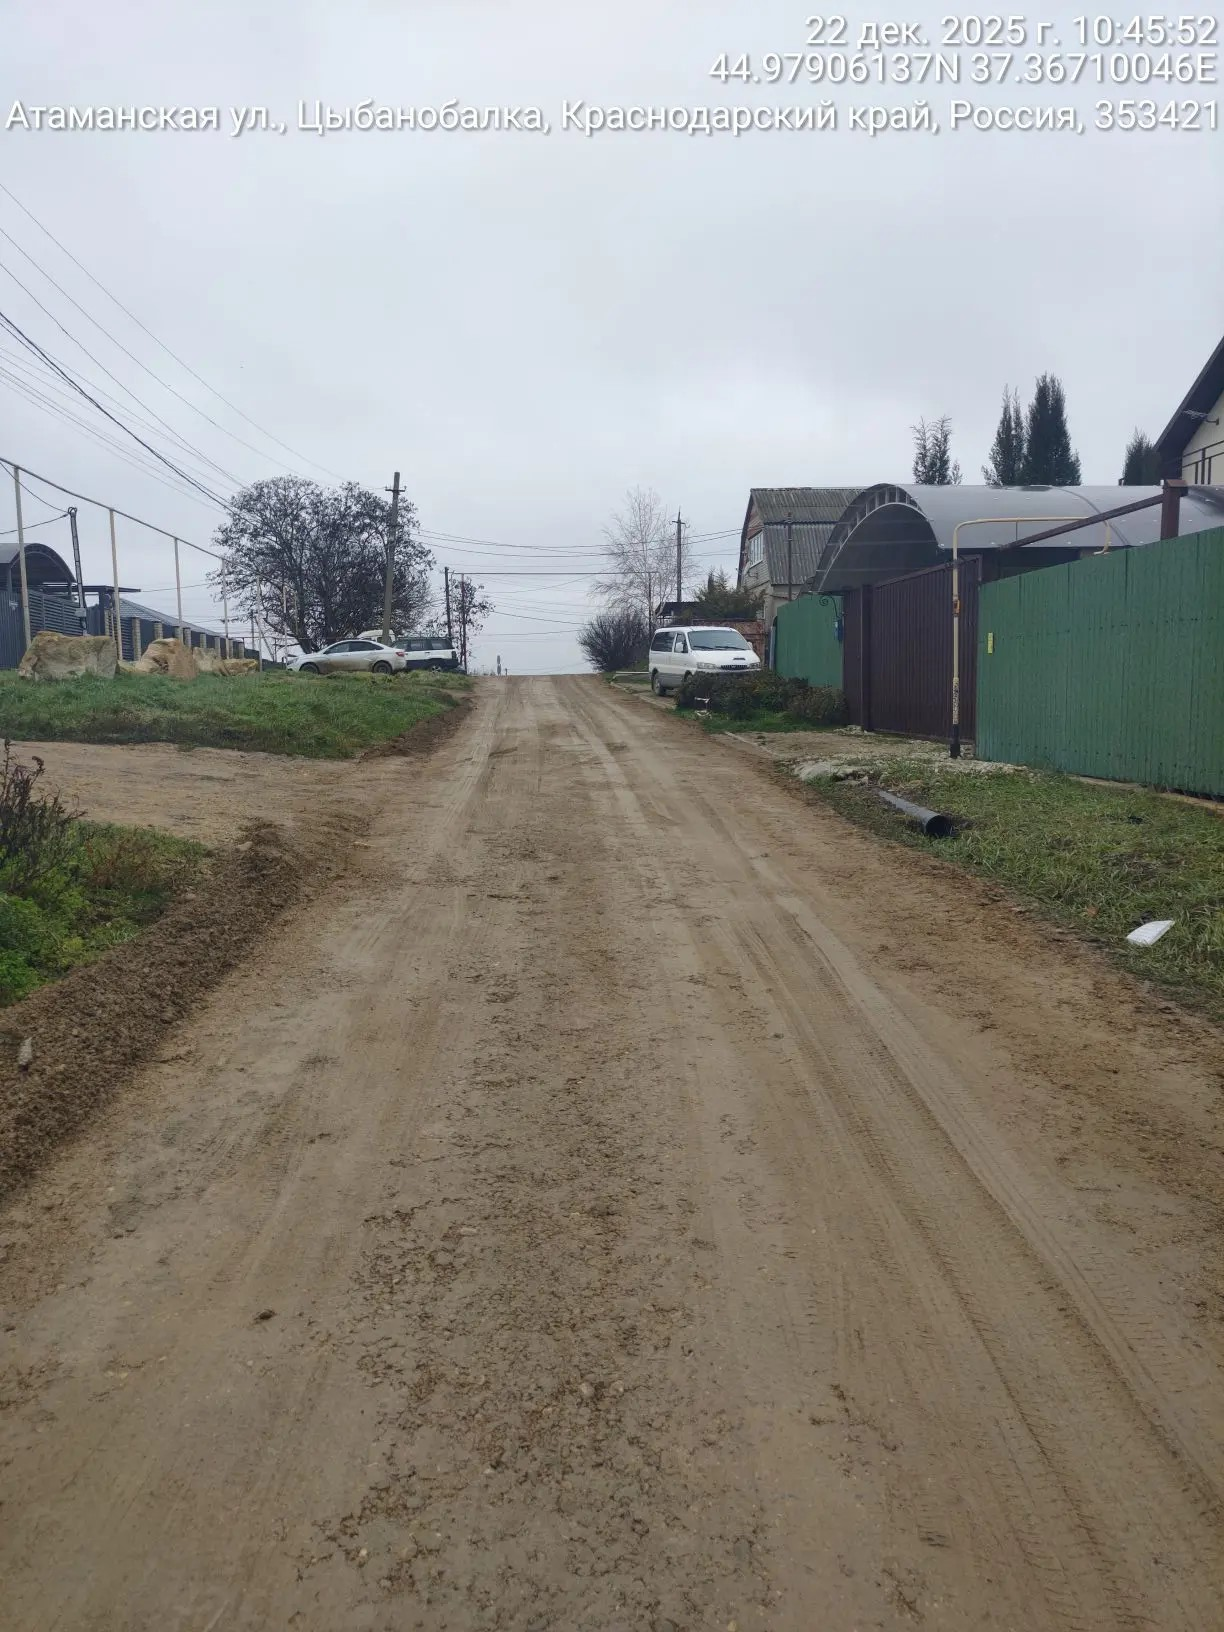 22 дек. 2025 г. 10:45:52
44.97906137N 37.36710046E
Атаманская ул., Цыбанобалка, Краснодарский край, Россия, 353421